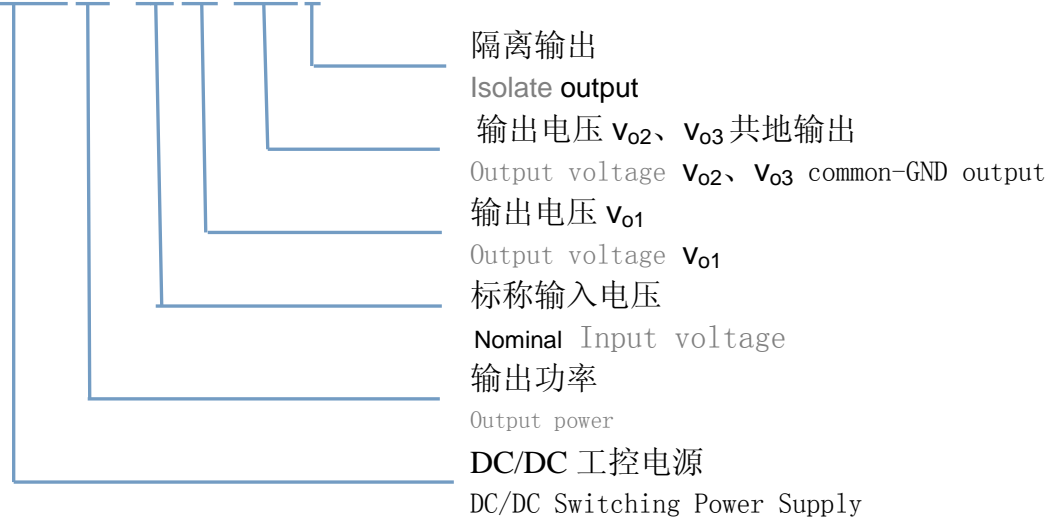 隔离输出
Isolate output
输出电压 Vo2、Vo3 共地输出
Output voltage Vo2、Vo3 common-GND output
输出电压 Vo1
Output voltage Vo1
标称输入电压
Nominal Input voltage
输出功率
Output power
DC/DC 工控电源
DC/DC Switching Power Supply